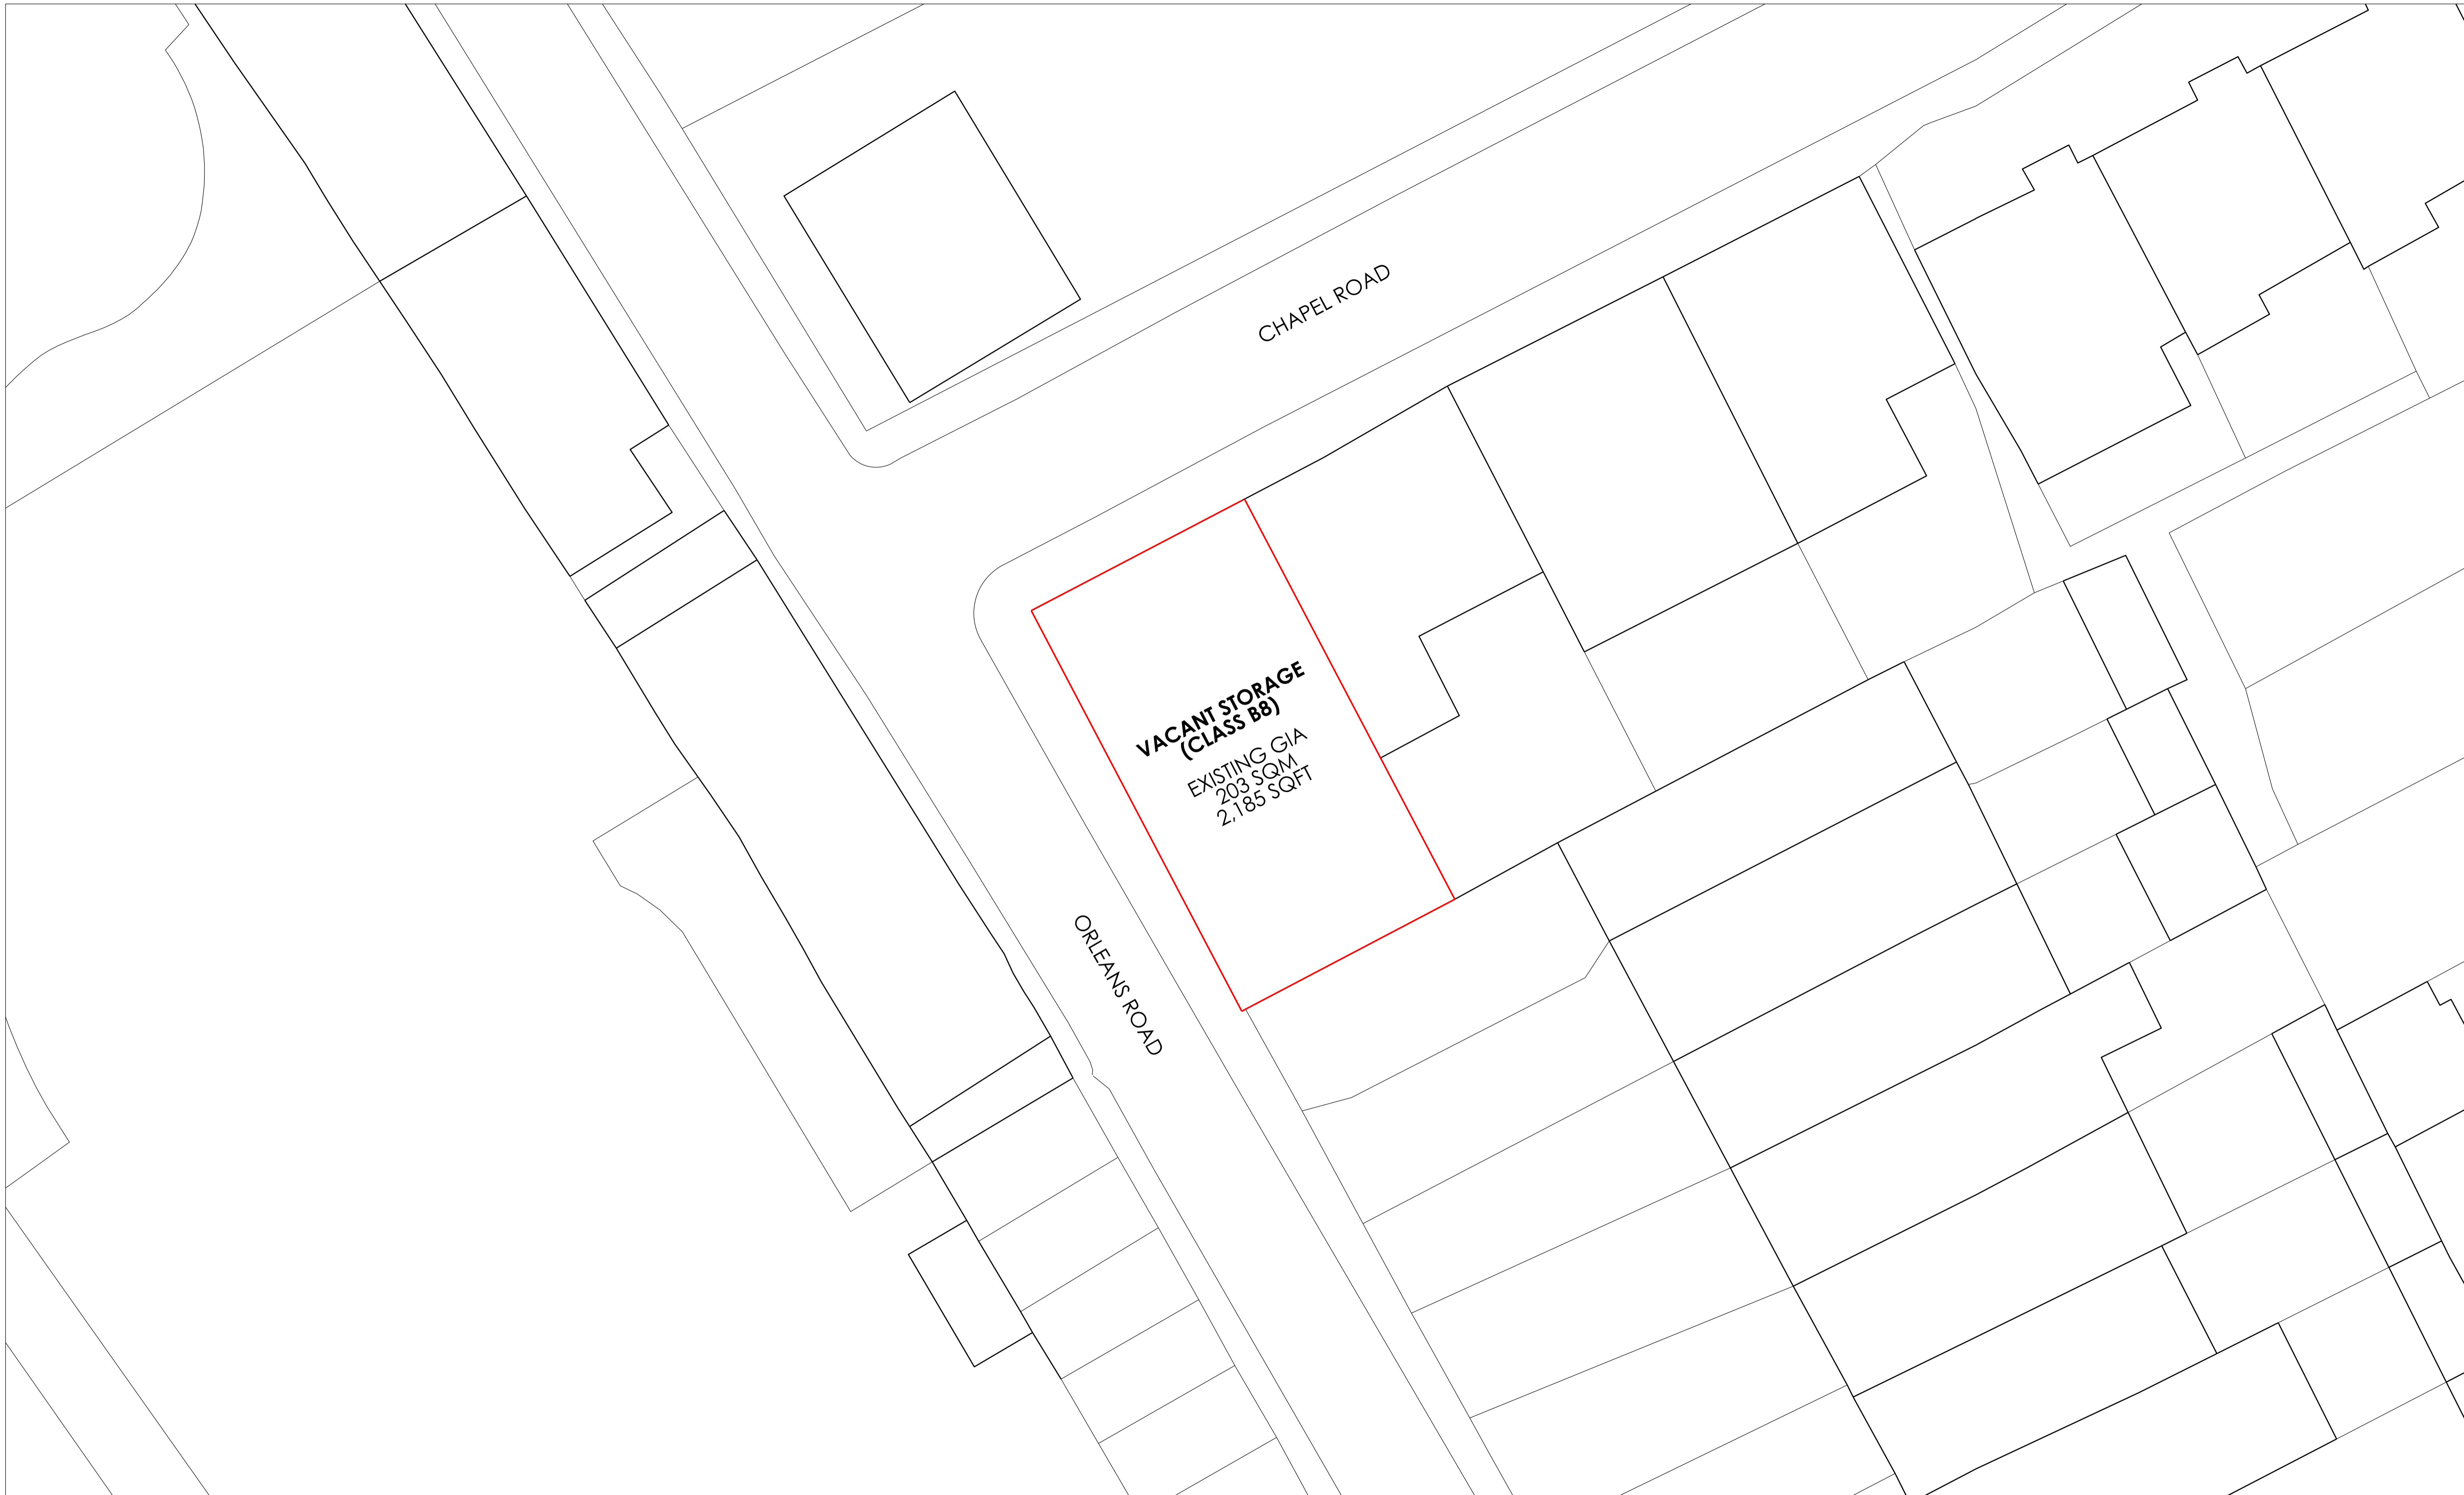 CHAPEL ROAD
VACANT STORAGE
(CLASS B8)
EXISTING GIA
203 SQM
2,185 SQFT
ORLEANS ROAD